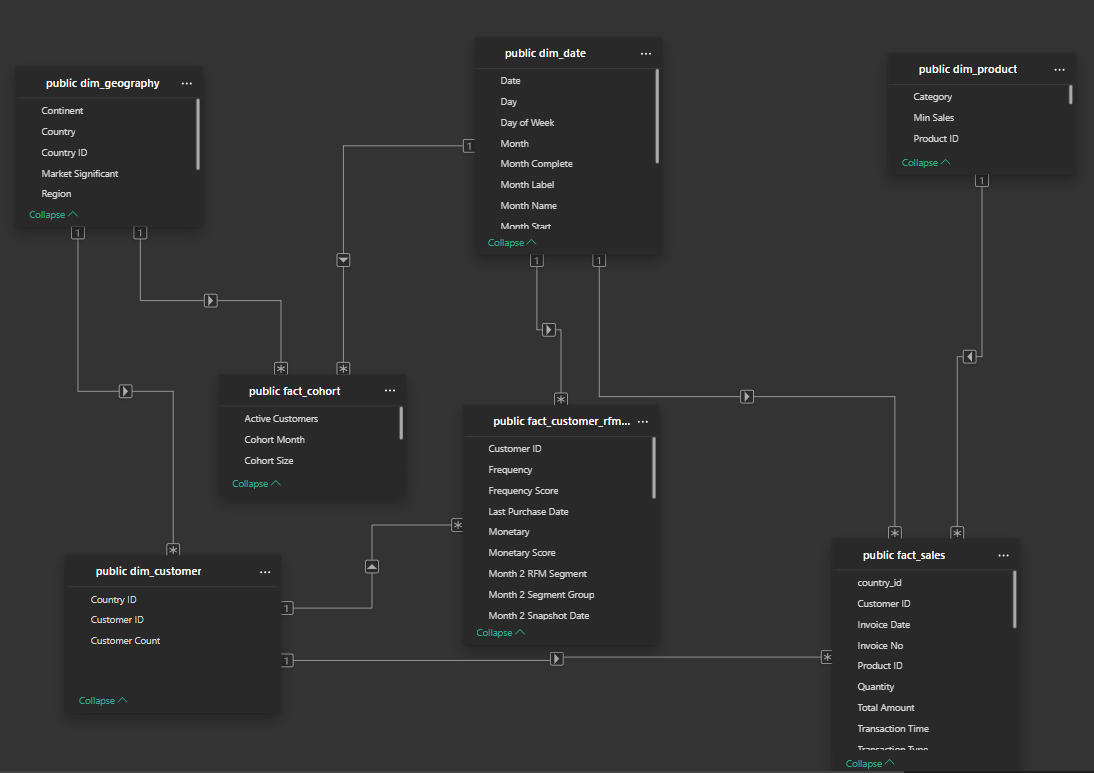 public dim_geography
Continent
Country
Country ID
Market Significant
Region
Collapse
1
1
public dim_date
Date
Day
Day of Week
Month
Month Complete
Month Label
Month Name
Month Start
Collapse
1
1
1
public dim_product
Category
Min Sales
Product ID
Collapse
1
public fact_cohort
Active Customers
Cohort Month
Cohort Size
Collapse
public fact_customer_rfm...
Customer ID
Frequency
Frequency Score
Last Purchase Date
Monetary
Monetary Score
Month 2 RFM Segment
Month 2 Segment Group
Month 2 Snapshot Date
Collapse
public dim_customer
Country ID
Customer ID
Customer Count
Collapse
1
1
public fact_sales
country_id
Customer ID
Invoice Date
Invoice No
Product ID
Quantity
Total Amount
Transaction Time
Transaction Type
Collapse